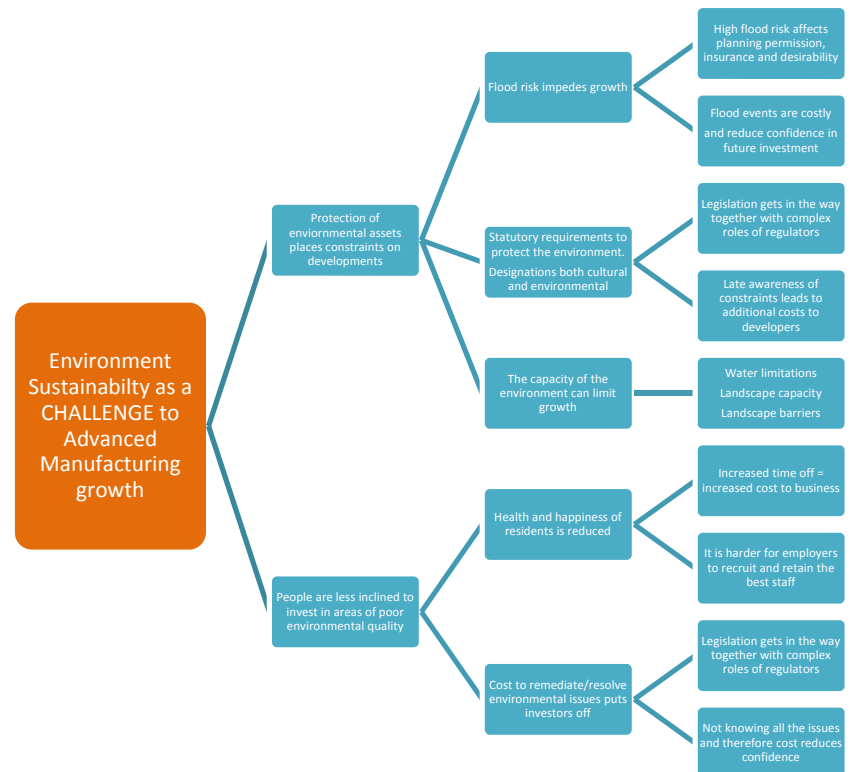 Environment
Sustainabilty as a
CHALLENGE to
Advanced
Manufacturing
growth
Protection of
enviornmental assets
places constraints on
developments
Flood risk impedes growth
High flood risk affects
planning permission,
insurance and desirability
Flood events are costly
and reduce confidence in
future investment
Statutory requirements to
protect the environment.
Designations both cultural
and environmental
Legislation gets in the way
together with complex
roles of regulators
Late awareness of
constraints leads to
additional costs to
developers
The capacity of the
environment can limit
growth
Water limitations
Landscape capacity
Landscape barriers
People are less inclined to
invest in areas of poor
environmental quality
Health and happiness of
residents is reduced
Increased time off =
increased cost to business
It is harder for employers
to recruit and retain the
best staff
Cost to remediate/resolve
environmental issues puts
investors off
Legislation gets in the way
together with complex
roles of regulators
Not knowing all the issues
and therefore cost reduces
confidence